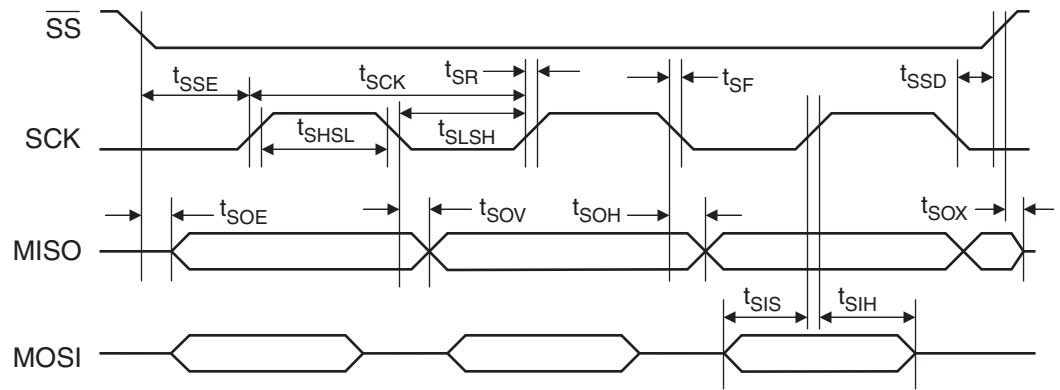 SS
tSSE
tSCK
tSR
tSF
tSSD
SCK
tSHSL
tSLSH
tSOE
tSOV
tSOH
tSOX
MISO
tSIS
tSIH
MOSI